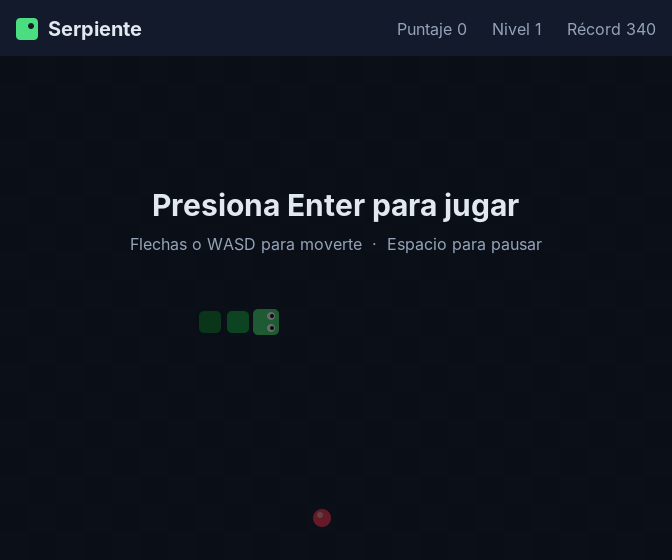 Serpiente
Puntaje 0 Nivel 1 Récord 340
Presiona Enter para jugar
Flechas o WASD para moverte · Espacio para pausar